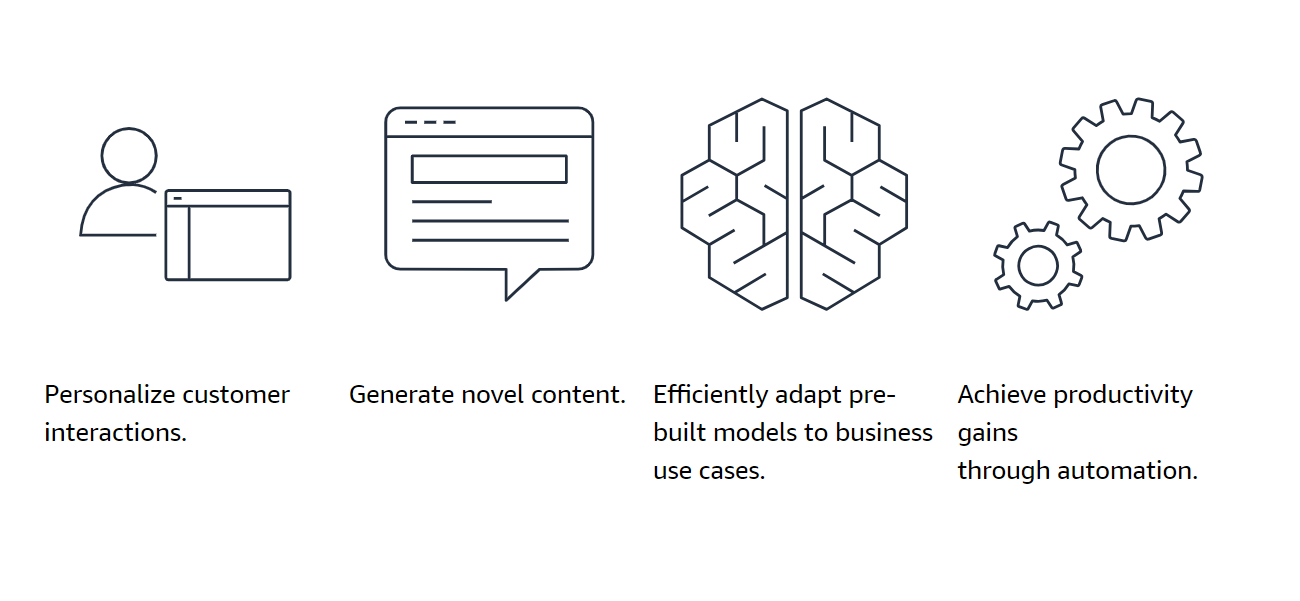 Personalize customer
interactions.
Generate novel content.
Efficiently adapt pre-
built models to business
use cases.
Achieve productivity
gains
through automation.